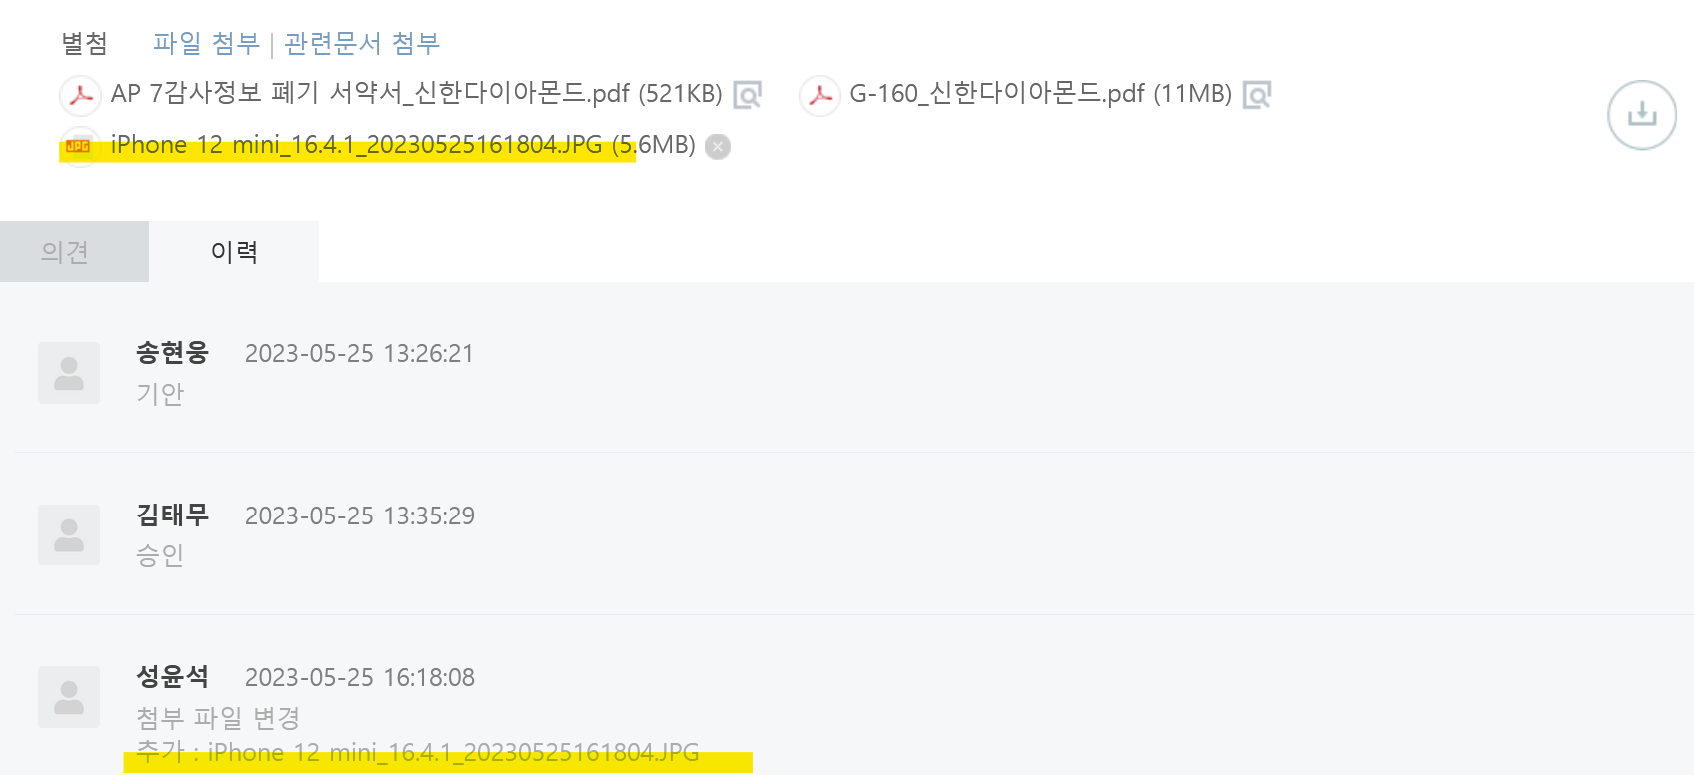 별첨 파일 첨부 | 관련문서 첨부
AP 7감사정보 폐기 서약서_신한다이아몬드.pdf (521KB) G-160_신한다이아몬드.pdf (11MB)
JPG iPhone 12 mini_16.4.1_20230525161804.JPG (5.6MB)
의견 이력
송현웅 2023-05-25 13:26:21
기안
김태무 2023-05-25 13:35:29
승인
성윤석 2023-05-25 16:18:08
첨부 파일 변경
추가 : iPhone 12 mini_16.4.1_20230525161804.JPG